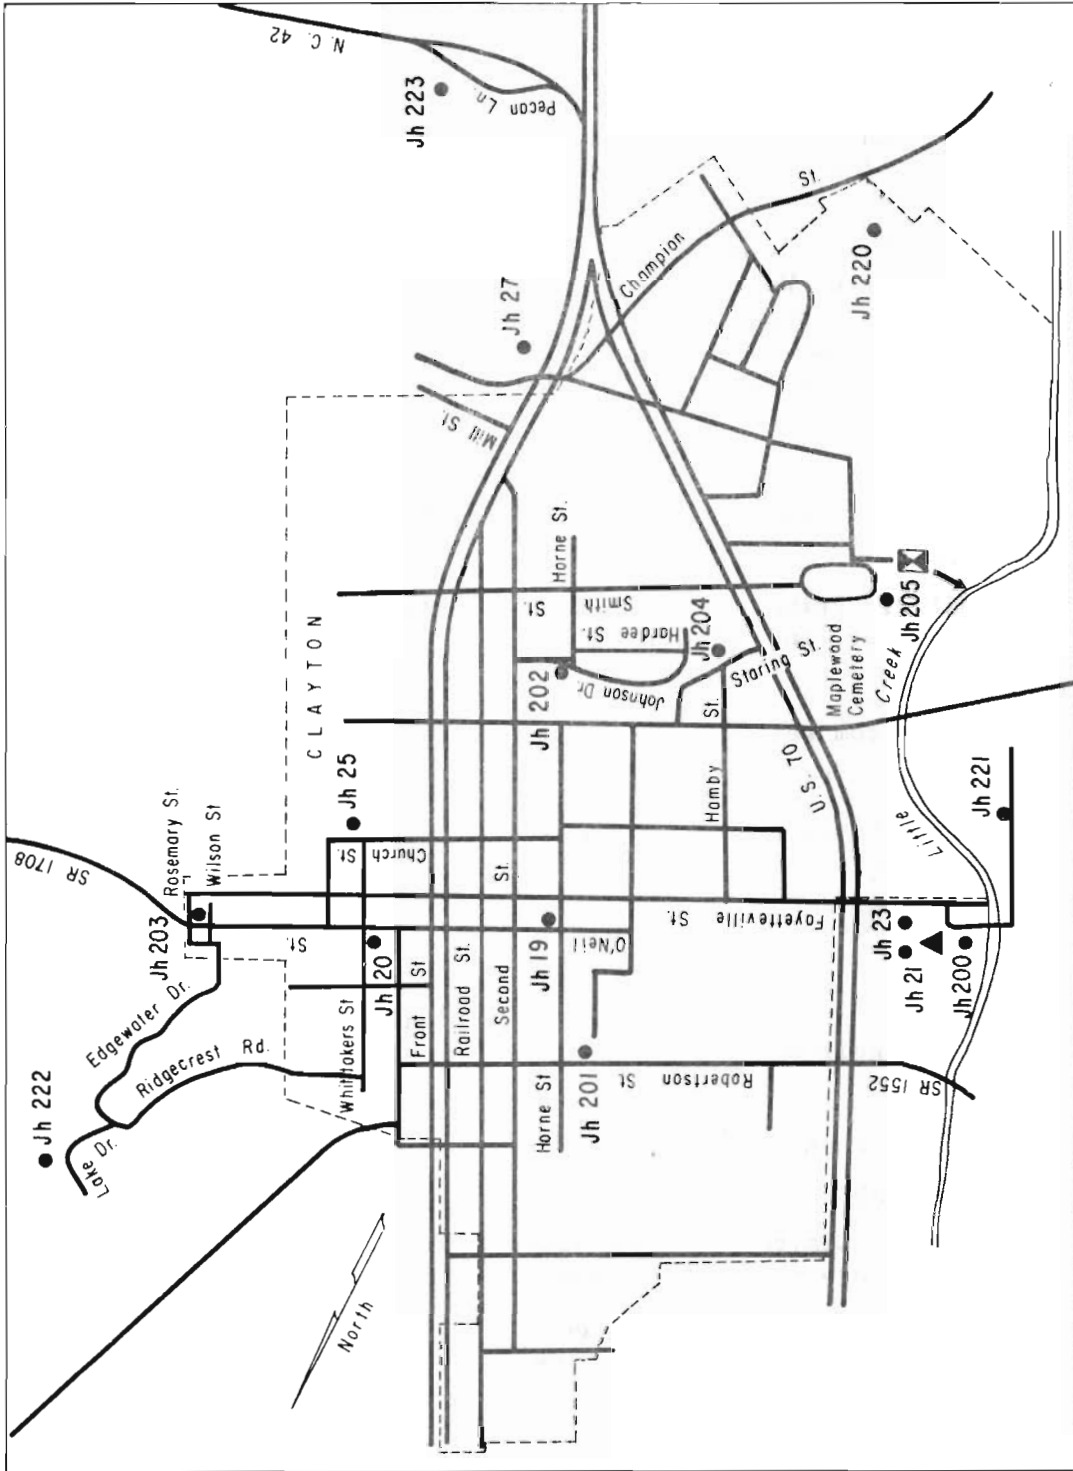 N. C. 42
Pecan Ln.
Jh 223
St.
Champion
Jh 220
Jh 27
Mill St.
Horne St.
St.
Smith
Hardee St.
Jh 204
Jh 205
Staring St.
Maplewood
Cemetery
Creek
Little
CLAYTON
Jh 202
Johnson Dr.
St.
Hamby
U.S. 70
Jh 25
St.
Church
St.
Jh 221
SR 1708
Rosemary St.
Wilson St
Jh 203
St.
Jh 20
St
Front
Railroad St.
Second
Jh 19
O'Neil
St.
Fayetteville
Jh 23
Jh 21
Jh 200
Edgewater Dr.
Ridgecrest Rd.
Whittakers St
Jh 222
Lake Dr.
Horne St
Jh 201
St.
Robertson
SR 1552
North